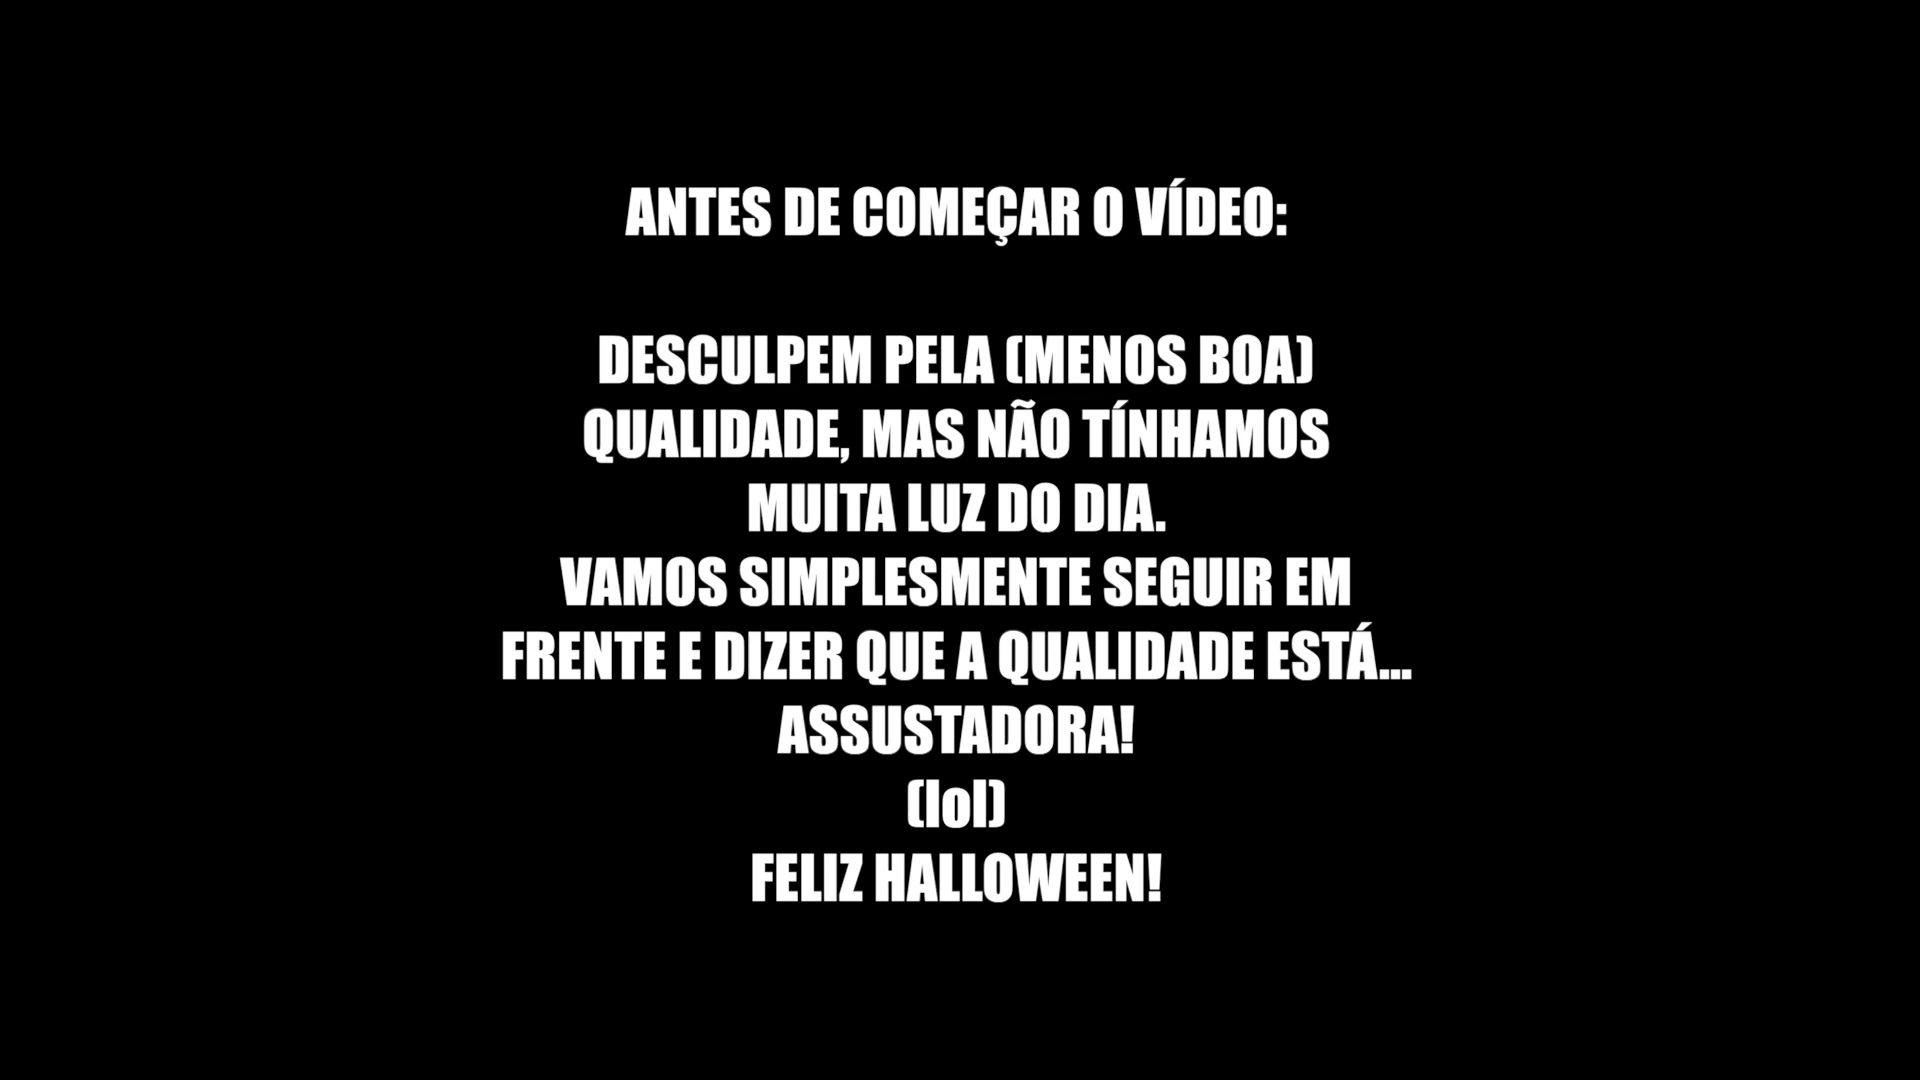 ANTES DE COMEÇAR O VÍDEO:
DESCULPEM PELA (MENOS BOA)
QUALIDADE, MAS NÃO TÍNHAMOS
MUITA LUZ DO DIA.
VAMOS SIMPLESMENTE SEGUIR EM
FRENTE E DIZER QUE A QUALIDADE ESTÁ...
ASSUSTADORA!
(lol)
FELIZ HALLOWEEN!